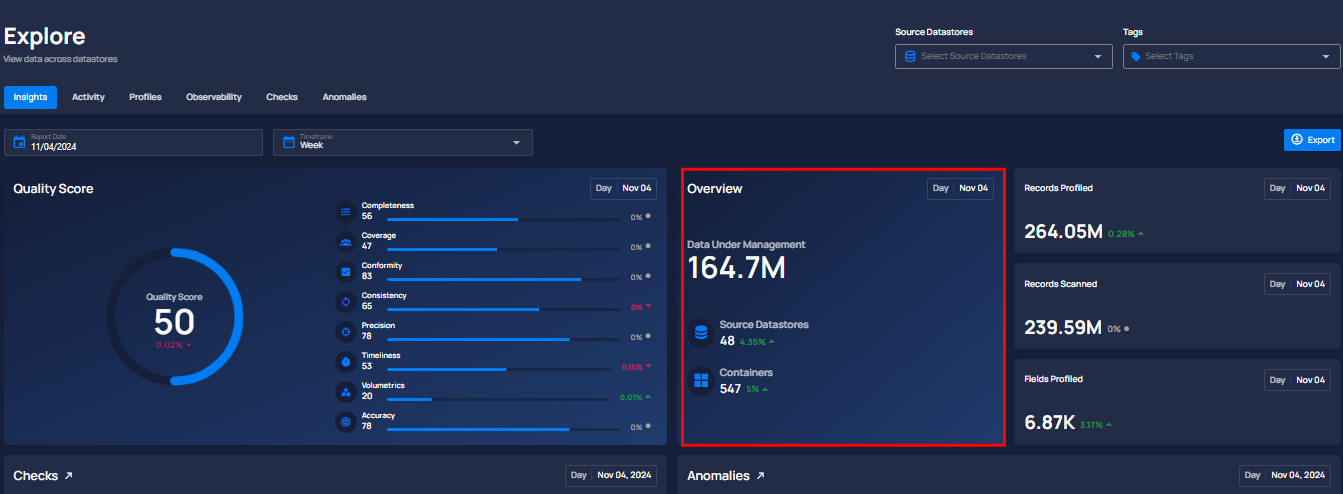 Explore
View data across datastores
Source Datastores
Select Source Datastores
Tags
Select Tags
Insights Activity Profiles Observability Checks Anomalies
Report Date
11/04/2024
Timeframe
Week
Export
Quality Score
Day Nov 04
Quality Score
50
0.02%
Completeness
56 0%
Coverage
47 0%
Conformity
83 0%
Consistency
65 0%
Precision
78 0%
Timeliness
53 0.15%
Volumetrics
20 0.01%
Accuracy
78 0%
Overview
Day Nov 04
Data Under Management
164.7M
Source Datastores
48 4.35%
Containers
547 5%
Records Profiled
Day Nov 04
264.05M 0.28%
Records Scanned
Day Nov 04
239.59M 0%
Fields Profiled
Day Nov 04
6.87K 3.17%
Checks
Day Nov 04, 2024
Anomalies
Day Nov 04, 2024